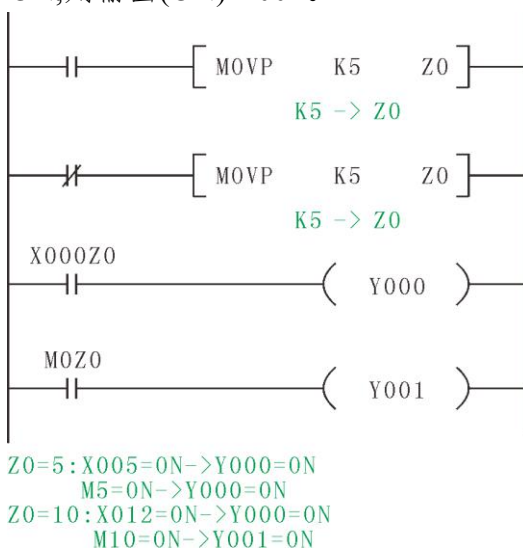 MOVP K5 Z0
K5 -> Z0
MOVP K5 Z0
K5 -> Z0
X000Z0
Y000
M0Z0
Y001
Z0=5:X005=ON->Y000=ON
M5=ON->Y000=ON
Z0=10:X012=ON->Y000=ON
M10=ON->Y001=ON